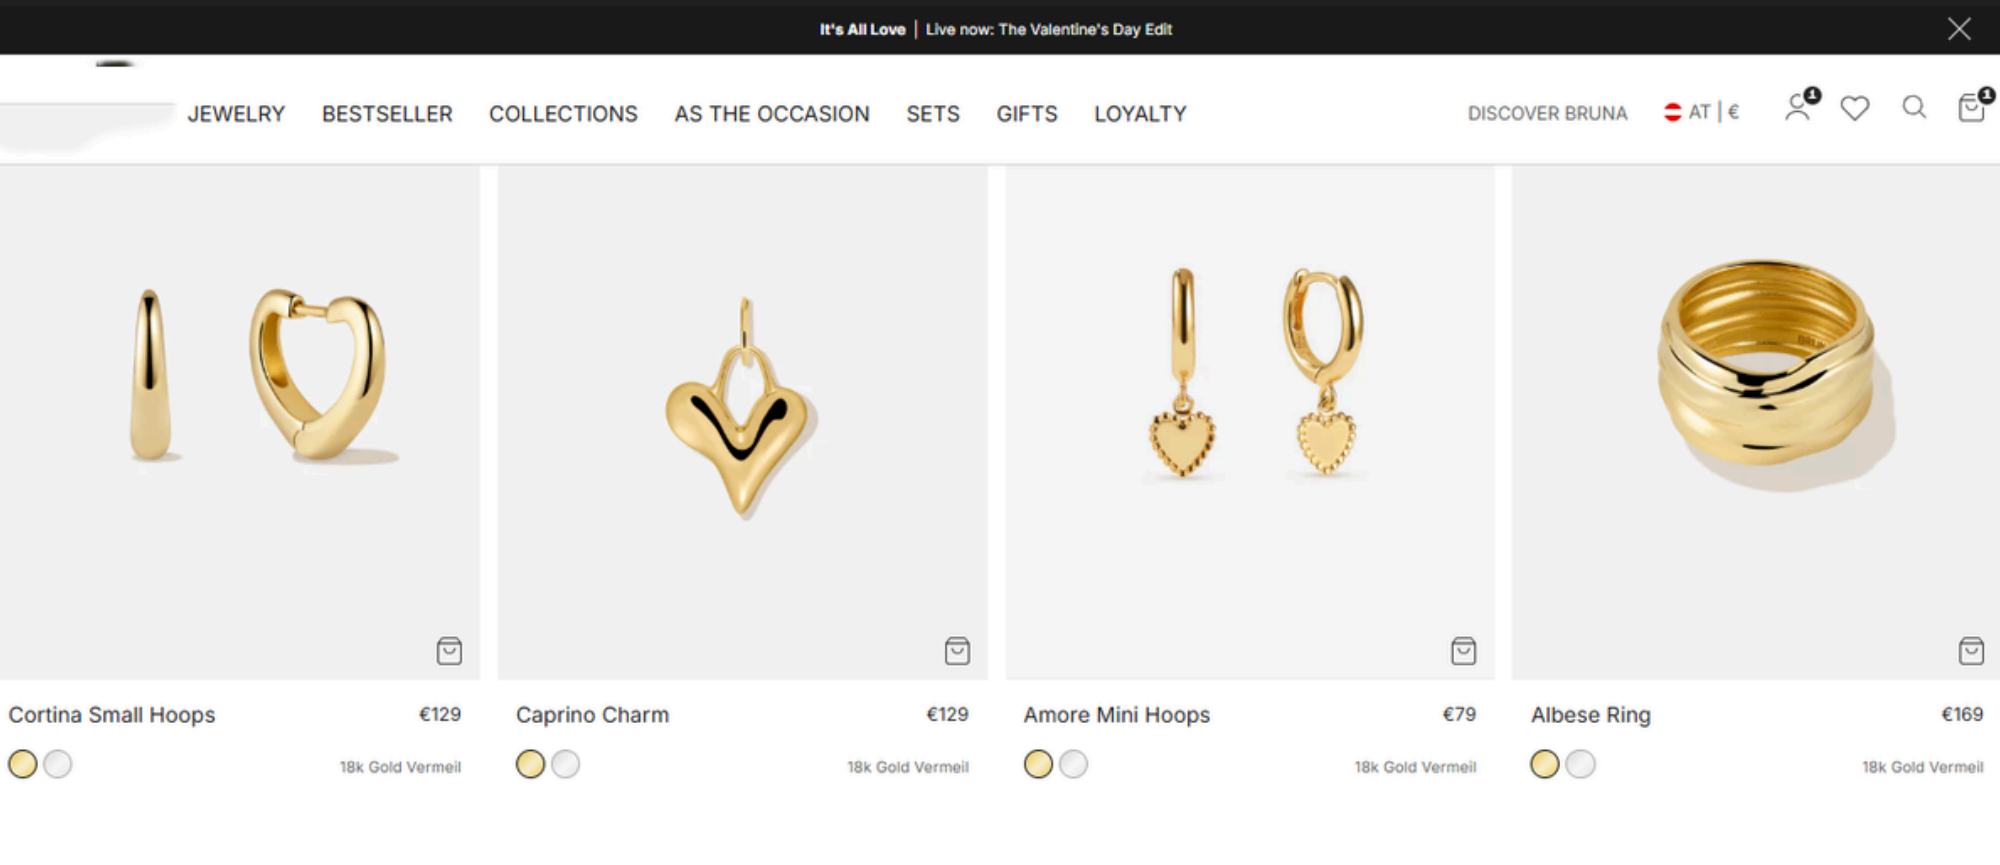 It's All Love | Live now: The Valentine's Day Edit
JEWELRY BESTSELLER COLLECTIONS AS THE OCCASION SETS GIFTS LOYALTY DISCOVER BRUNA AT | € 1 1
Cortina Small Hoops €129 Caprino Charm €129 Amore Mini Hoops €79 Albese Ring €169
18k Gold Vermeil 18k Gold Vermeil 18k Gold Vermeil 18k Gold Vermeil